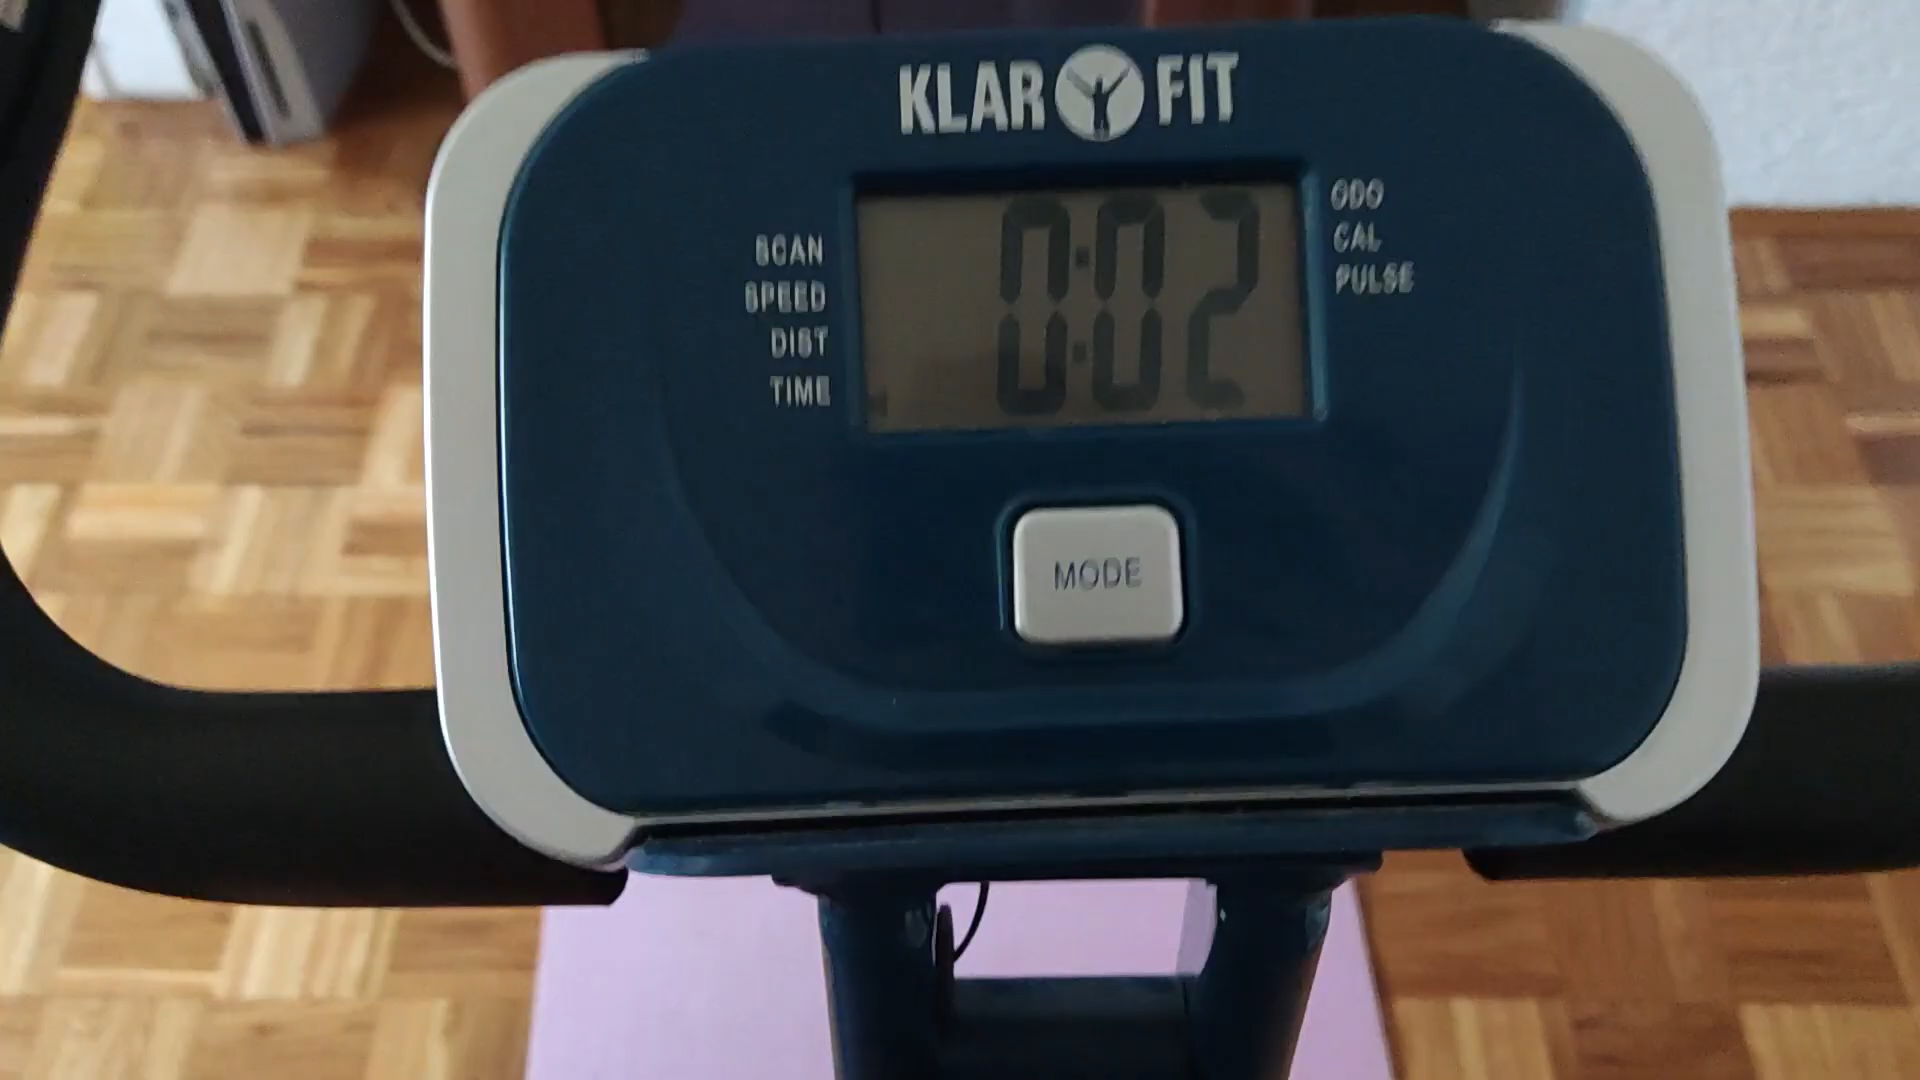 KLAR FIT
0:02
SCAN
SPEED
DIST
TIME
ODO
CAL
PULSE
MODE